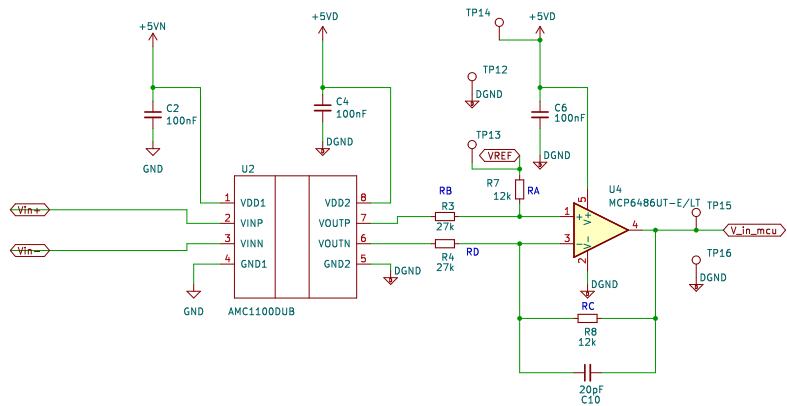 TP14
+5VN
+5VD
+5VD
TP12
DGND
C2
100nF
C4
100nF
C6
100nF
DGND
TP13
VREF
DGND
GND
U2
R7
12k
RA
RB
U4
MCP6486UT-E/LT
1
VDD1
VDD2
8
Vin+
2
VINP
VOUTP
7
R3
27k
1
+
V+
5
TP15
4
V_in_mcu
Vin-
3
VINN
VOUTN
6
R4
27k
RD
3
-
V-
2
TP16
4
GND1
GND2
5
DGND
DGND
DGND
GND
AMC1100DUB
RC
R8
12k
20pF
C10